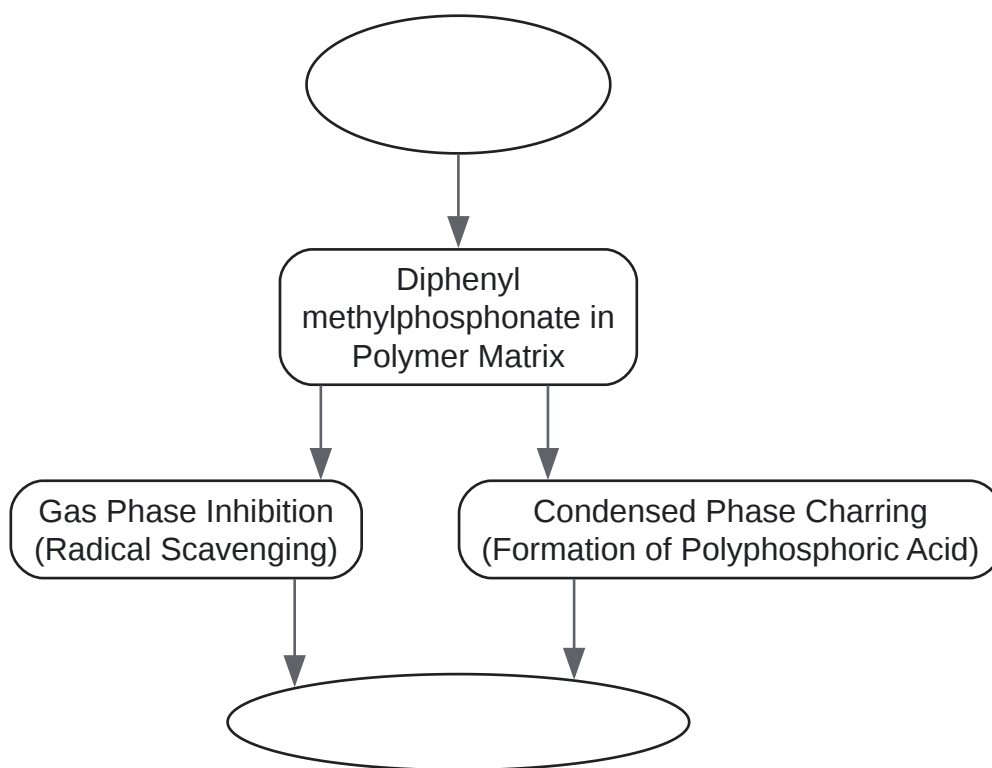 Diphenyl
methylphosphonate in
Polymer Matrix
Gas Phase Inhibition
(Radical Scavenging)
Condensed Phase Charring
(Formation of Polyphosphoric Acid)